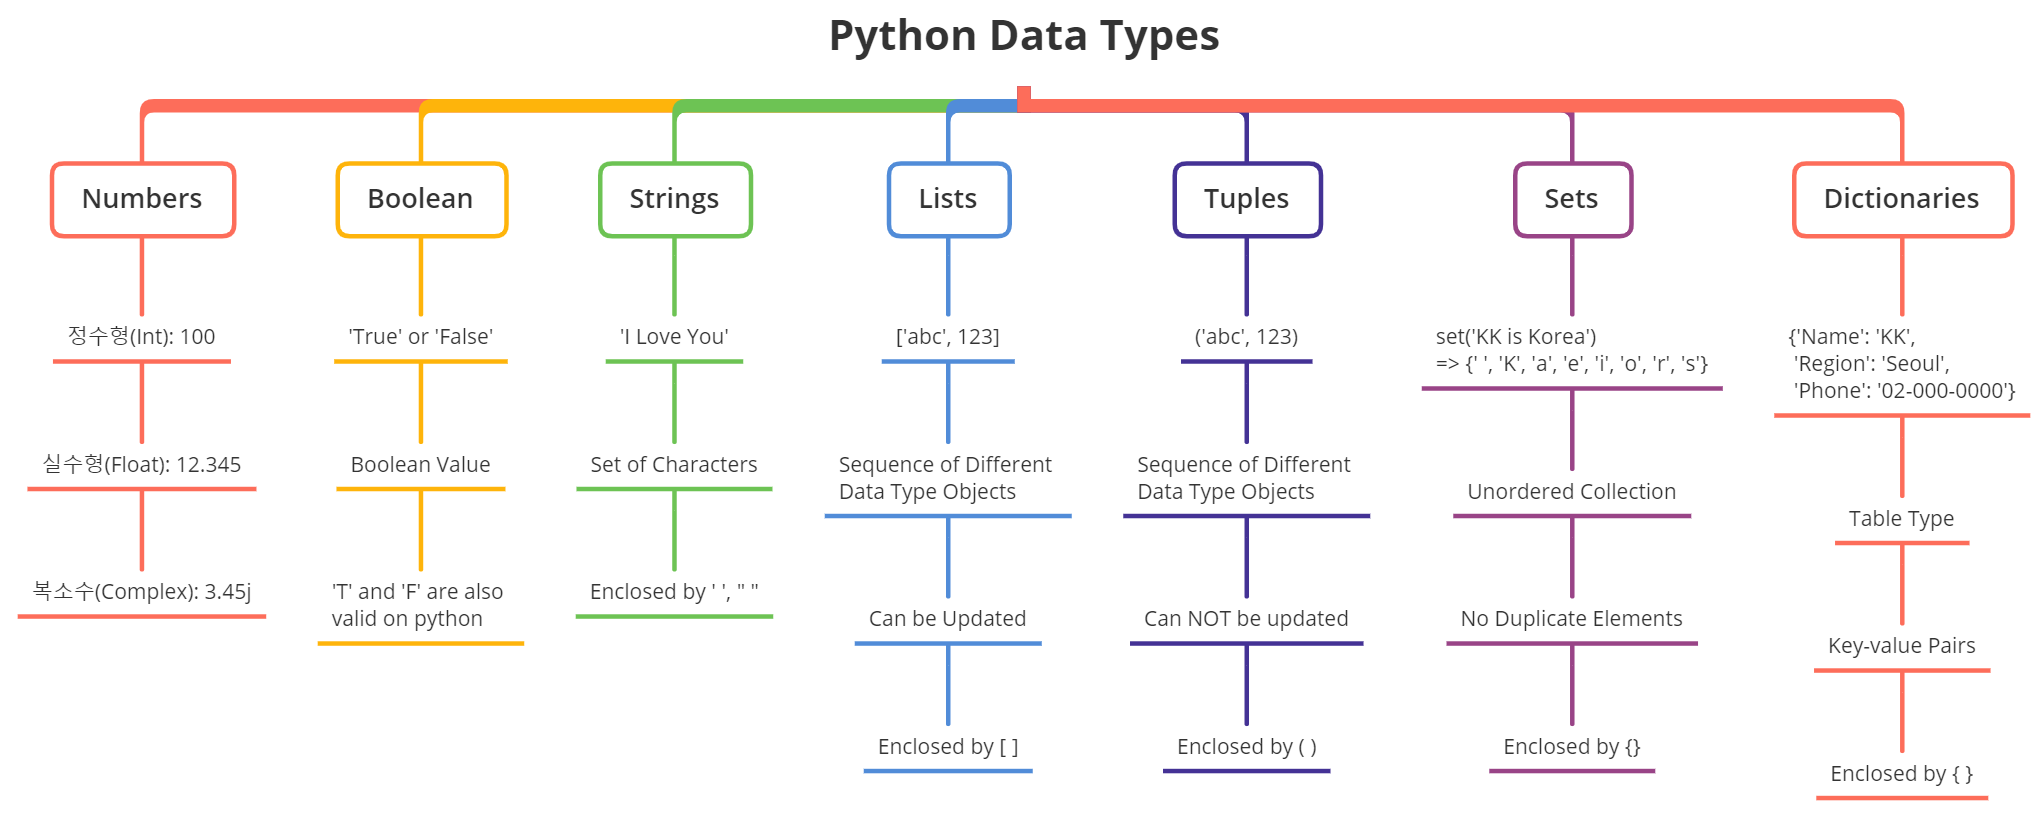 Python Data Types
Numbers
정수형(Int): 100
실수형(Float): 12.345
복소수(Complex): 3.45j
Boolean
'True' or 'False'
Boolean Value
'T' and 'F' are also
valid on python
Strings
'I Love You'
Set of Characters
Enclosed by ' ', " "
Lists
['abc', 123]
Sequence of Different
Data Type Objects
Can be Updated
Enclosed by [ ]
Tuples
('abc', 123)
Sequence of Different
Data Type Objects
Can NOT be updated
Enclosed by ( )
Sets
set('KK is Korea')
=> {' ', 'K', 'a', 'e', 'i', 'o', 'r', 's'}
Unordered Collection
No Duplicate Elements
Enclosed by {}
Dictionaries
{'Name': 'KK',
'Region': 'Seoul',
'Phone': '02-000-0000'}
Table Type
Key-value Pairs
Enclosed by { }